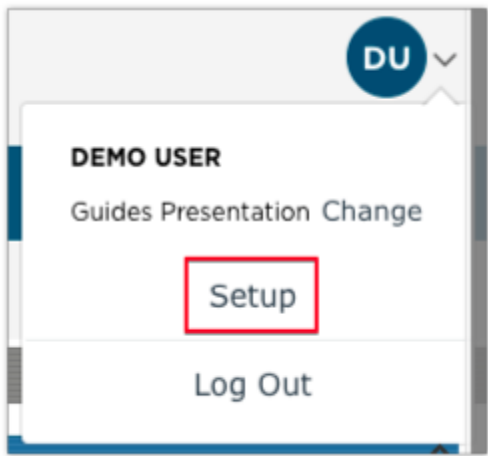 DU
DEMO USER
Guides Presentation Change
Setup
Log Out